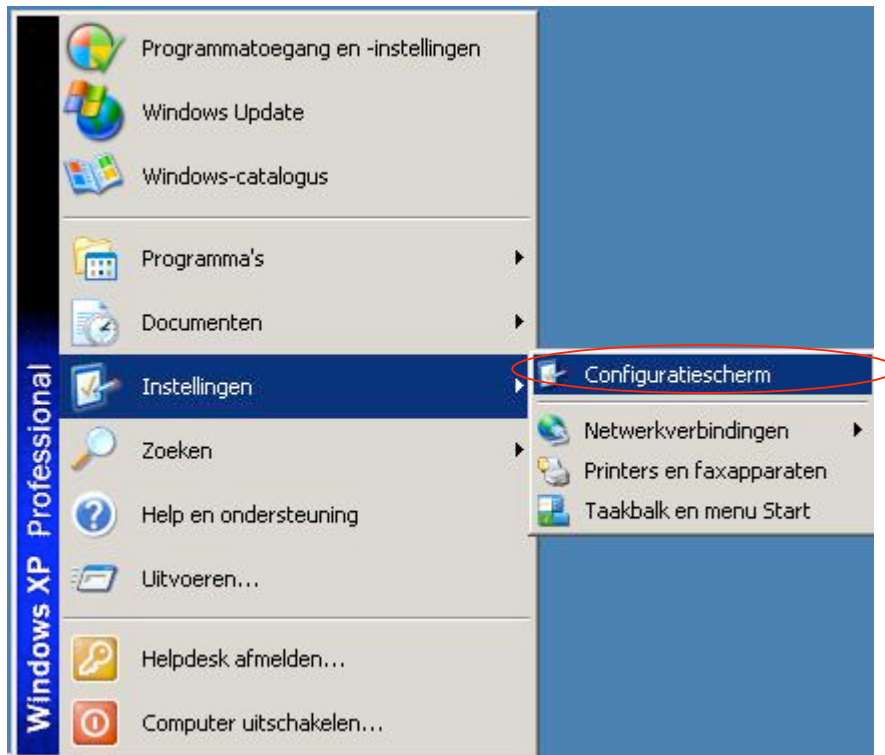 Programmatoegang en -instellingen
Windows Update
Windows-catalogus
Programma's
Documenten
Instellingen
Zoeken
Help en ondersteuning
Uitvoeren...
Helpdesk afmelden...
Computer uitschakelen...
Configuratiescherm
Netwerkverbindingen
Printers en faxapparaten
Taakbalk en menu Start
Windows XP Professional